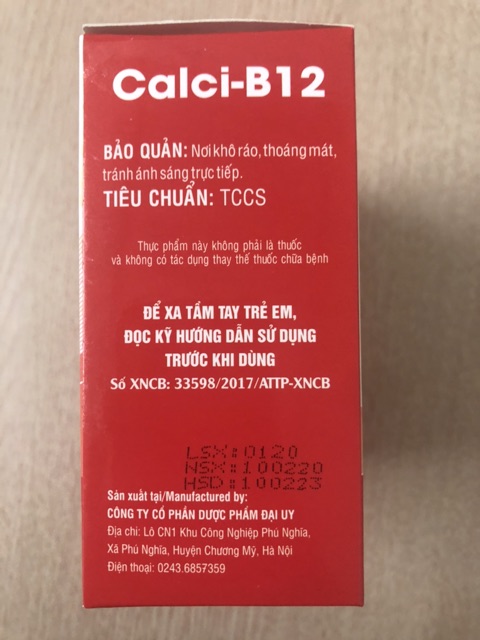 Calci-B12
BẢO QUẢN: Nơi khô ráo, thoáng mát,
tránh ánh sáng trực tiếp.
TIÊU CHUẨN: TCCS
Thực phẩm này không phải là thuốc
và không có tác dụng thay thế thuốc chữa bệnh
ĐỂ XA TẦM TAY TRẺ EM,
ĐỌC KỸ HƯỚNG DẪN SỬ DỤNG
TRƯỚC KHI DÙNG
Số XNCB: 33598/2017/ATTP-XNCB
LSX:0120
NSX:100220
HSD:100223
Sản xuất tại/Manufactured by:
CÔNG TY CỔ PHẦN DƯỢC PHẨM ĐẠI UY
Địa chỉ: Lô CN1 Khu Công Nghiệp Phú Nghĩa,
Xã Phú Nghĩa, Huyện Chương Mỹ, Hà Nội
Điện thoại: 0243.6857359